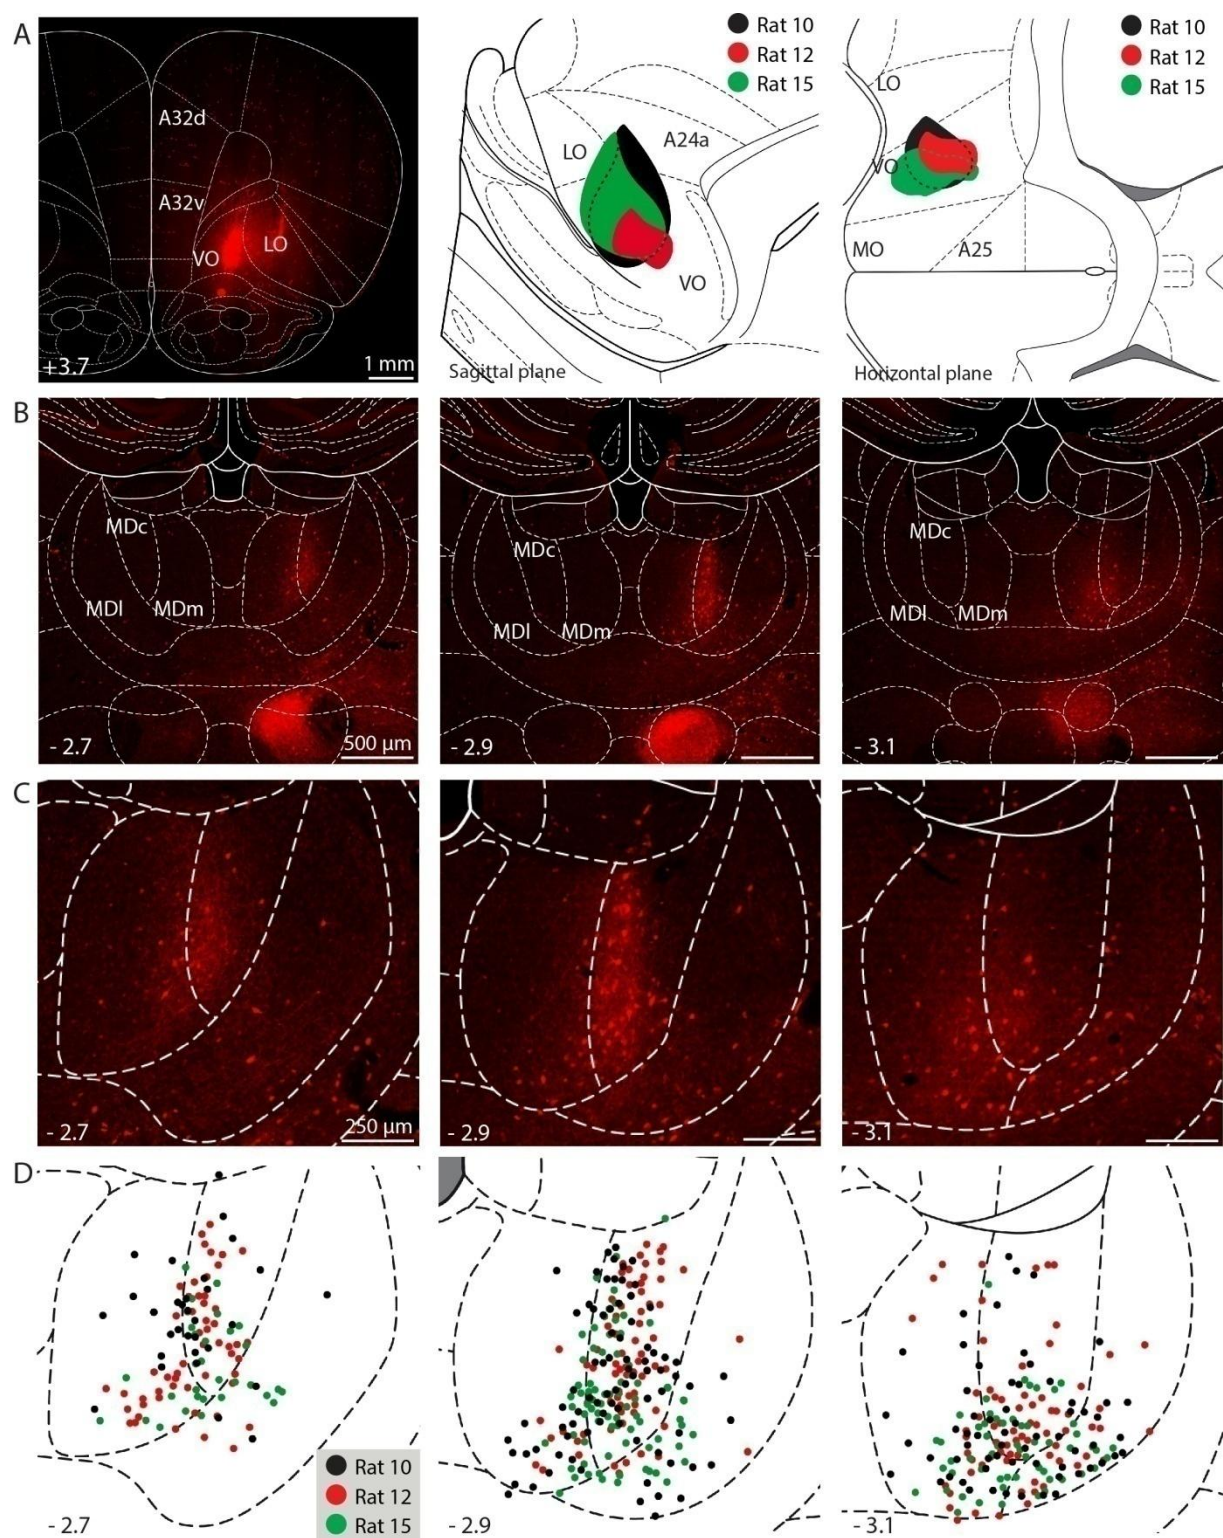 A
A32d
A32v
VO
LO
+3.7
1 mm
Rat 10
Rat 12
Rat 15
LO
A24a
VO
Sagittal plane
Rat 10
Rat 12
Rat 15
LO
VO
MO
A25
Horizontal plane
B
MDc
MDl
MDm
- 2.7
500 µm
MDc
MDl
MDm
- 2.9
MDc
MDl
MDm
- 3.1
C
- 2.7
250 µm
- 2.9
- 3.1
D
Rat 10
Rat 12
Rat 15
- 2.7
- 2.9
- 3.1